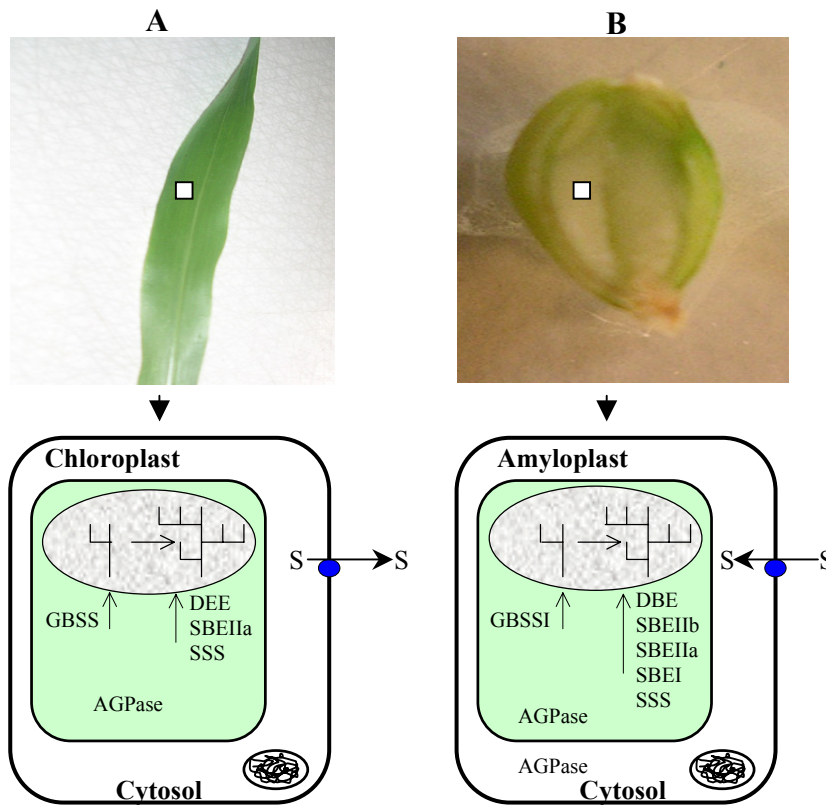 A
B
Chloroplast
S
S
GBSS
DEE
SBEIIa
SSS
AGPase
Cytosol
Amyloplast
S
S
GBSSI
DBE
SBEIIb
SBEIIa
SBEI
SSS
AGPase
AGPase
Cytosol